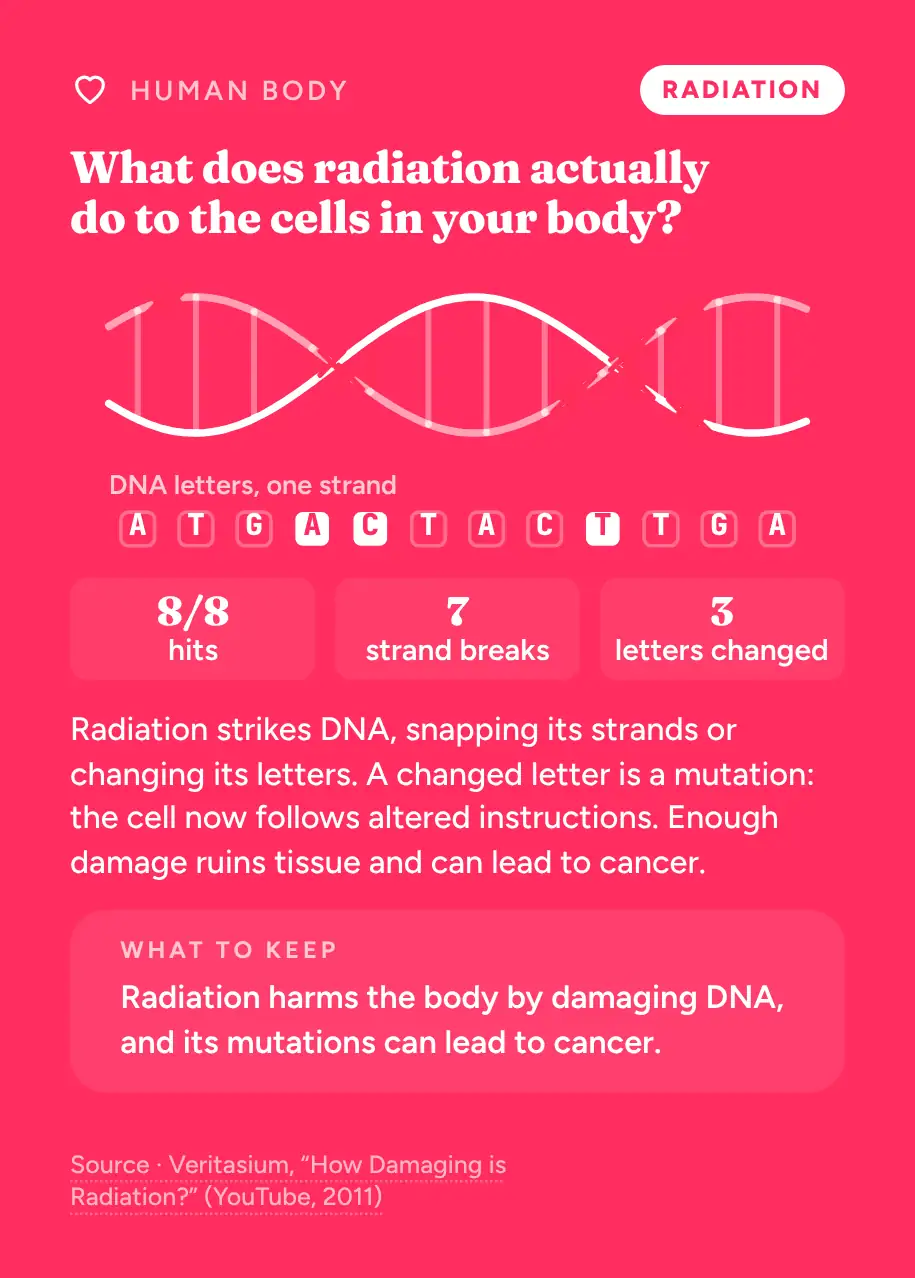 HUMAN BODY
RADIATION
What does radiation actually
do to the cells in your body?
DNA letters, one strand
A T G A C T A C T T G A
8/8
hits
7
strand breaks
3
letters changed
Radiation strikes DNA, snapping its strands or
changing its letters. A changed letter is a mutation:
the cell now follows altered instructions. Enough
damage ruins tissue and can lead to cancer.
WHAT TO KEEP
Radiation harms the body by damaging DNA,
and its mutations can lead to cancer.
Source · Veritasium, “How Damaging is
Radiation?” (YouTube, 2011)